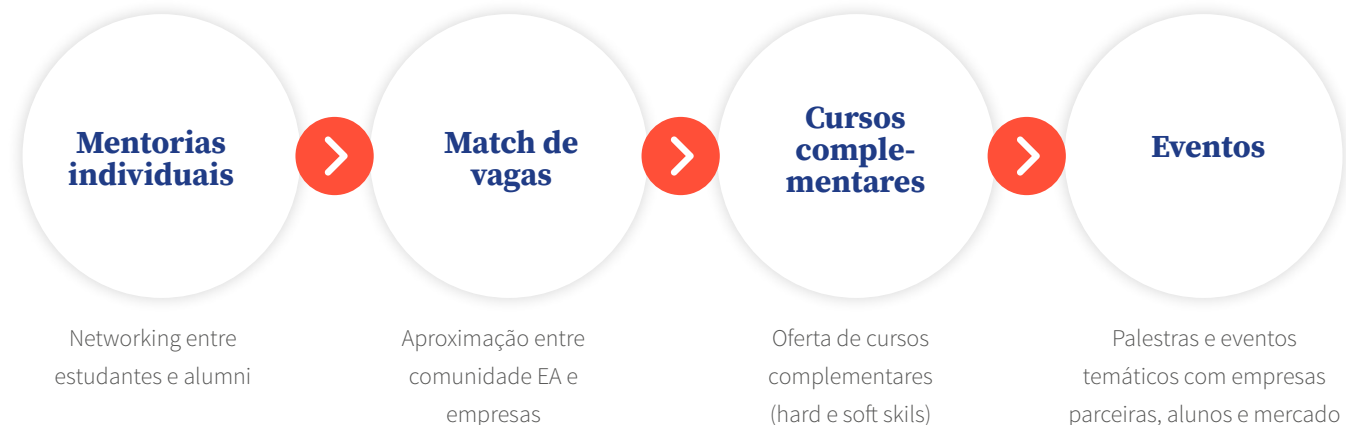 Mentorias
individuais
Match de
vagas
Cursos
comple-
mentares
Eventos
Networking entre
estudantes e alumni
Aproximação entre
comunidade EA e
empresas
Oferta de cursos
complementares
(hard e soft skils)
Palestras e eventos
temáticos com empresas
parceiras, alunos e mercado